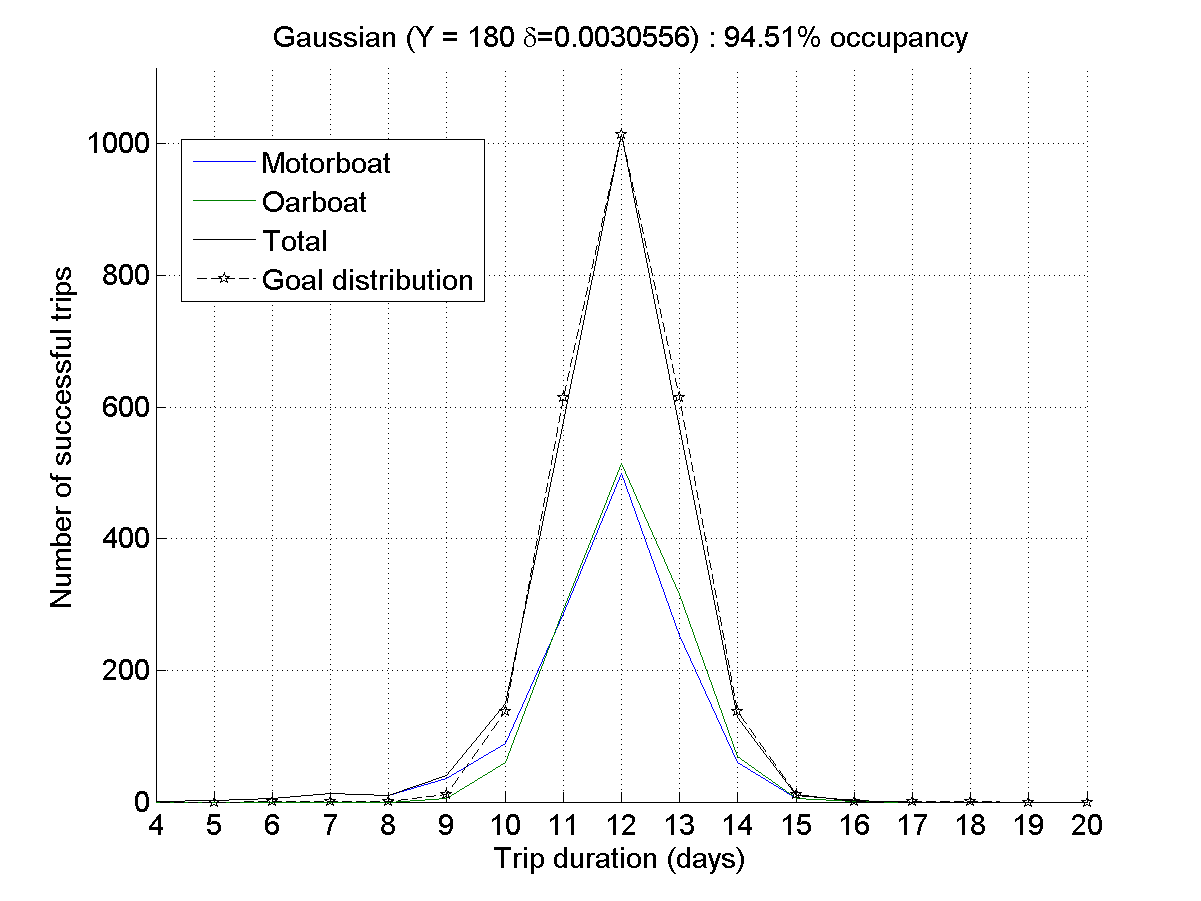 Gaussian (Y = 180 δ=0.0030556) : 94.51% occupancy
1000
800
600
400
200
0
Number of successful trips
Motorboat
Oarboat
Total
Goal distribution
4 5 6 7 8 9 10 11 12 13 14 15 16 17 18 19 20
Trip duration (days)